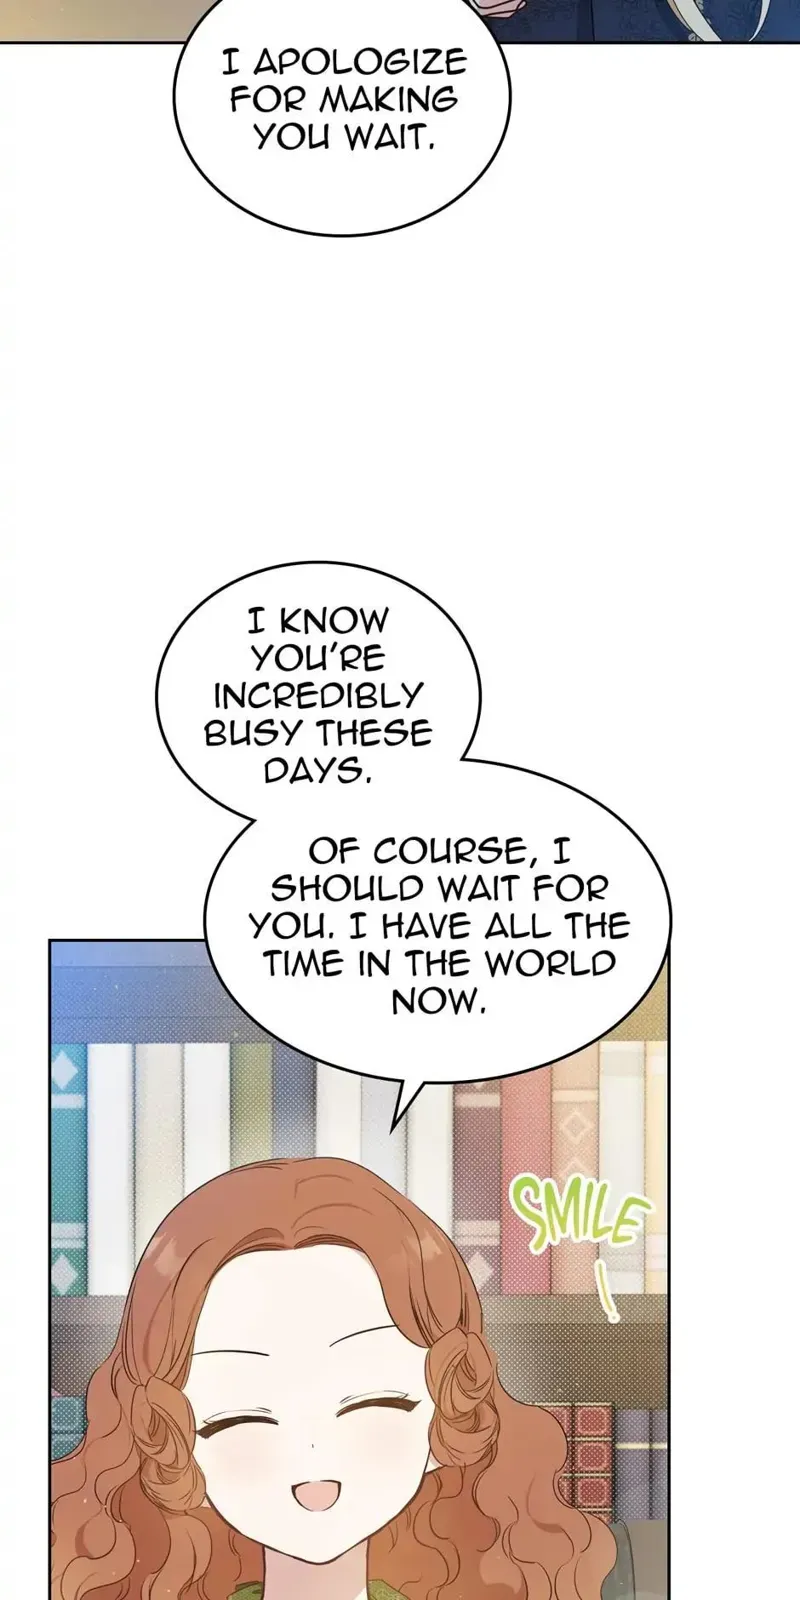 I APOLOGIZE
FOR MAKING
YOU WAIT.
I KNOW
YOU'RE
INCREDIBLY
BUSY THESE
DAYS.
OF COURSE, I
SHOULD WAIT FOR
YOU. I HAVE ALL THE
TIME IN THE WORLD
NOW.
SMILE